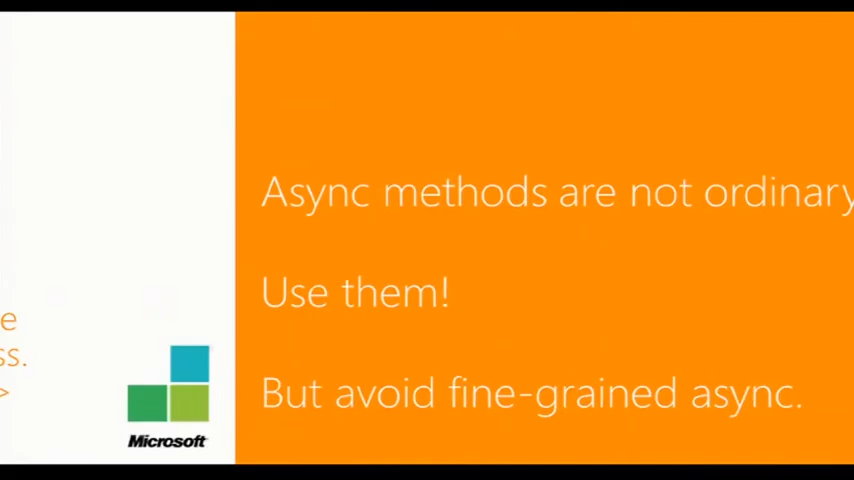 e
ss.
>
Microsoft
Async methods are not ordinary
Use them!
But avoid fine-grained async.